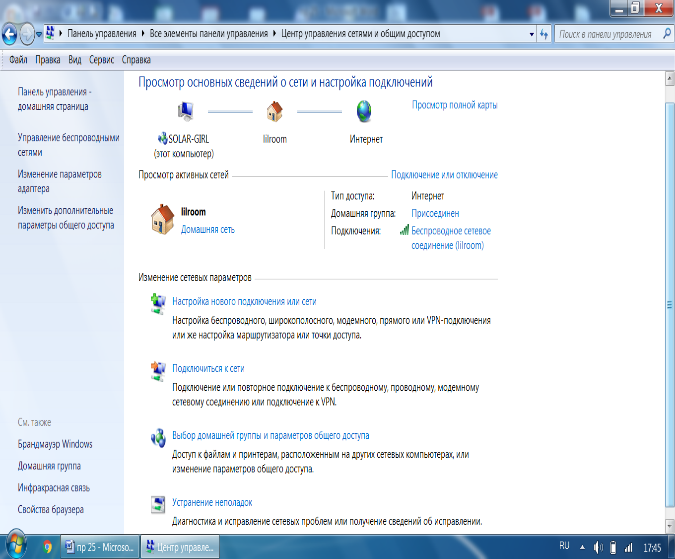 Панель управления Все элементы панели управления Центр управления сетями и общим доступом
Поиск в панели управления
Файл Правка Вид Сервис Справка
Панель управления -
домашняя страница
Управление беспроводными
сетями
Изменение параметров
адаптера
Изменить дополнительные
параметры общего доступа
Просмотр основных сведений о сети и настройка подключений
Просмотр полной карты
SOLAR-GIRL
(этот компьютер)
lilroom
Интернет
Просмотр активных сетей
Подключение или отключение
lilroom
Домашняя сеть
Тип доступа: Интернет
Домашняя группа: Присоединен
Подключения: Беспроводное сетевое
соединение (lilroom)
Изменение сетевых параметров
Настройка нового подключения или сети
Настройка беспроводного, широкополосного, модемного, прямого или VPN-подключения
или же настройка маршрутизатора или точки доступа.
Подключиться к сети
Подключение или повторное подключение к беспроводному, проводному, модемному
сетевому соединению или подключение к VPN.
Выбор домашней группы и параметров общего доступа
Доступ к файлам и принтерам, расположенным на других сетевых компьютерах, или
изменение параметров общего доступа.
Устранение неполадок
Диагностика и исправление сетевых проблем или получение сведений об исправлении.
См. также
Брандмауэр Windows
Домашняя группа
Инфракрасная связь
Свойства браузера
пр 25 - Microso...
Центр управле...
RU
17:45